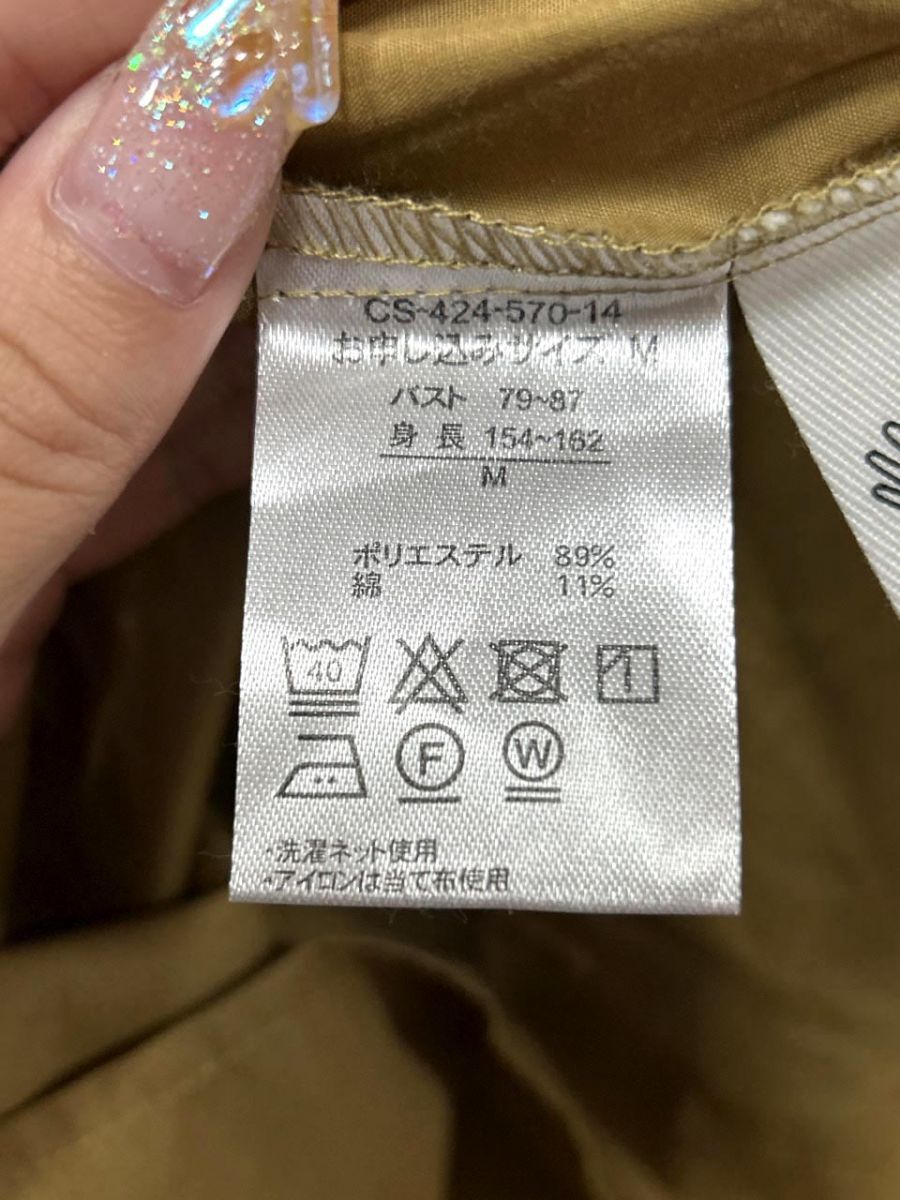 CS-424-570-14
お申し込みサイズ M
バスト 79~87
身長 154~162
M
ポリエステル 89%
綿 11%
40
F
W
・洗濯ネット使用
・アイロンは当て布使用